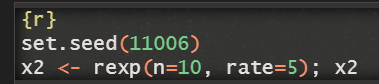 {r}
set.seed(11006)
x2 <- rexp(n=10, rate=5); x2